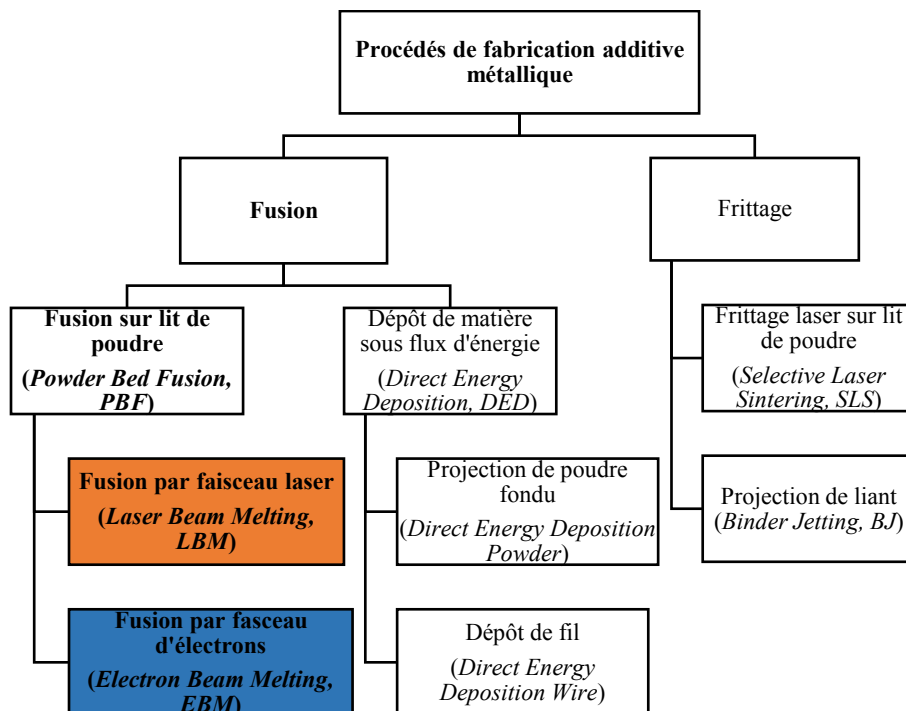 Procédés de fabrication additive
métallique
Fusion
Frittage
Fusion sur lit de
poudre
(Powder Bed Fusion,
PBF)
Dépôt de matière
sous flux d'énergie
(Direct Energy
Deposition, DED)
Frittage laser sur lit
de poudre
(Selective Laser
Sintering, SLS)
Fusion par faisceau laser
(Laser Beam Melting,
LBM)
Projection de poudre
fondu
(Direct Energy Deposition
Powder)
Projection de liant
(Binder Jetting, BJ)
Fusion par fasceau
d'électrons
(Electron Beam Melting,
EBM)
Dépôt de fil
(Direct Energy
Deposition Wire)